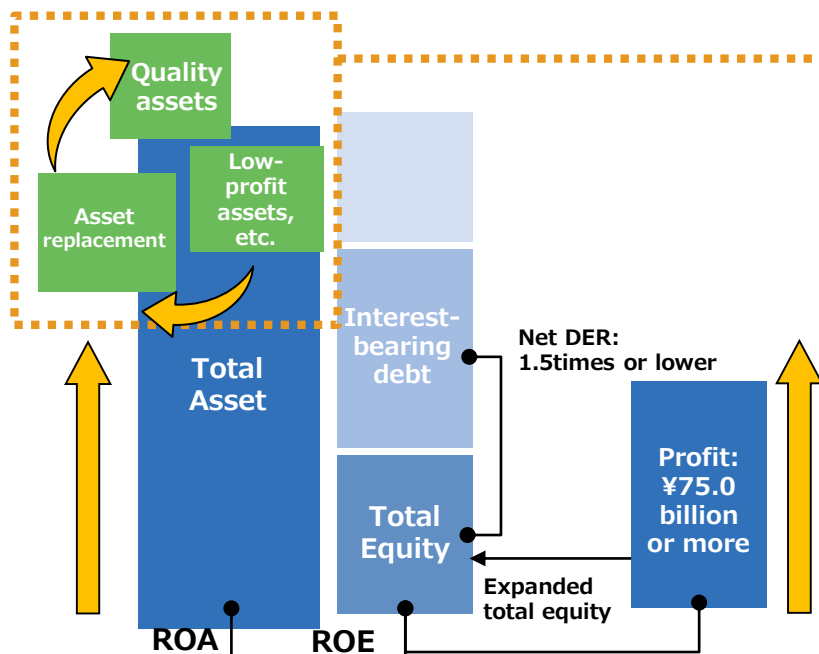 Quality
assets
Low-
profit
assets,
etc.
Asset
replacement
Total
Asset
Interest-
bearing
debt
Net DER:
1.5times or lower
Total
Equity
Profit:
¥75.0
billion
or more
Expanded
total equity
ROA
ROE